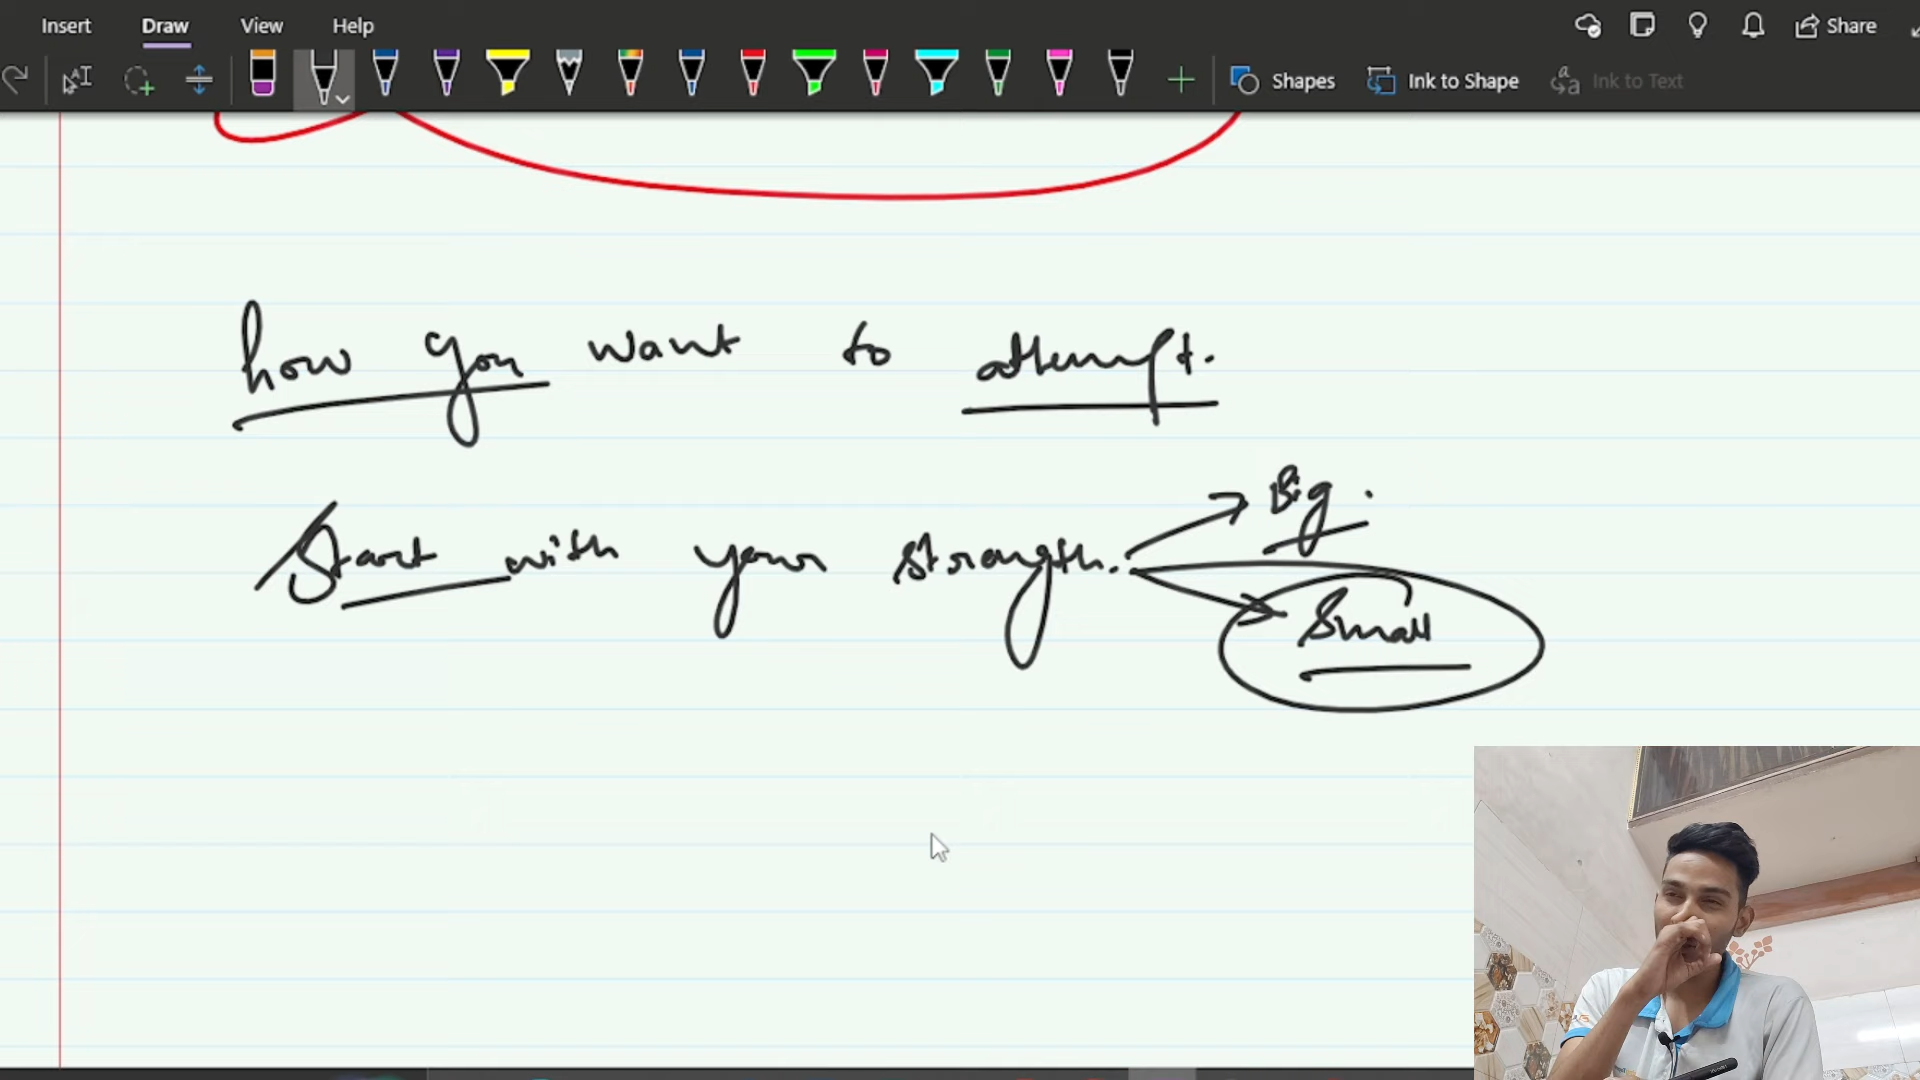 Insert Draw View Help Share
Shapes Ink to Shape Ink to Text
how you want to attempt.
Big.
Start with your strength.
Small